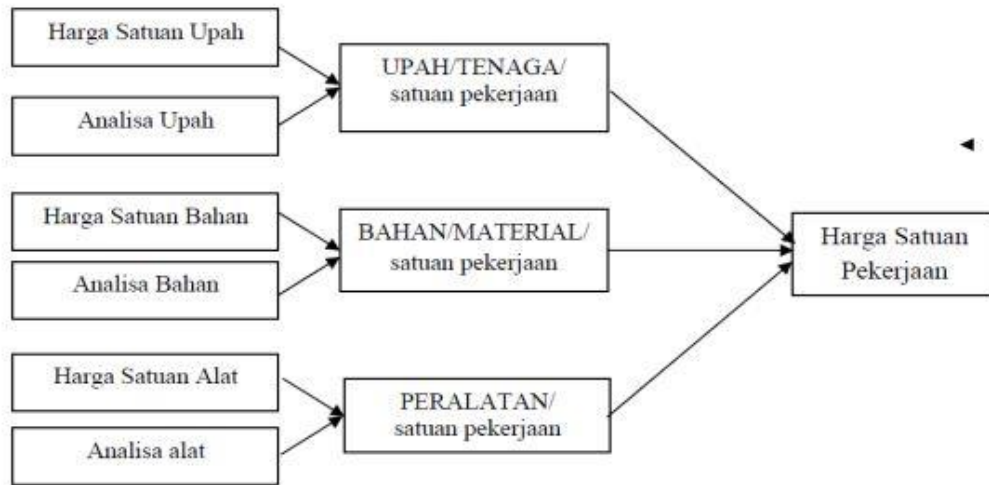 Harga Satuan Upah
Analisa Upah
UPAH/TENAGA/
satuan pekerjaan
Harga Satuan Bahan
Analisa Bahan
BAHAN/MATERIAL/
satuan pekerjaan
Harga Satuan Alat
Analisa alat
PERALATAN/
satuan pekerjaan
Harga Satuan
Pekerjaan